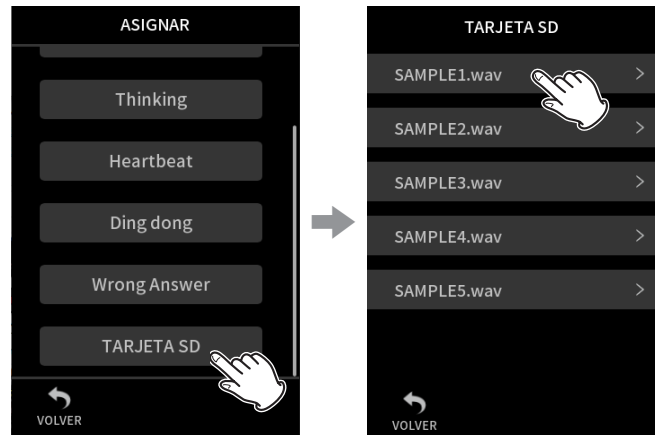 ASIGNAR
Thinking
Heartbeat
Ding dong
Wrong Answer
TARJETA SD
VOLVER
TARJETA SD
SAMPLE1.wav
SAMPLE2.wav
SAMPLE3.wav
SAMPLE4.wav
SAMPLE5.wav
VOLVER